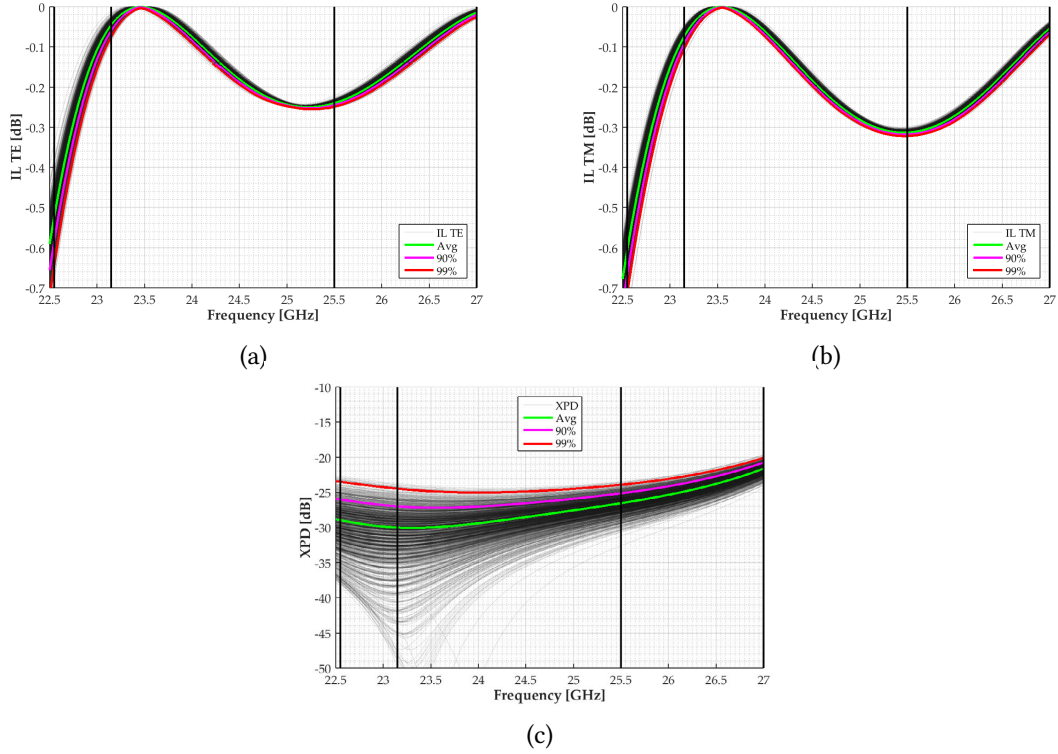 0
-0.1
-0.2
-0.3
-0.4
-0.5
-0.6
-0.7
IL TE [dB]
22.5 23 23.5 24 24.5 25 25.5 26 26.5 27
Frequency [GHz]
IL TE
Avg
90%
99%
(a)
0
-0.1
-0.2
-0.3
-0.4
-0.5
-0.6
-0.7
IL TM [dB]
22.5 23 23.5 24 24.5 25 25.5 26 26.5 27
Frequency [GHz]
IL TM
Avg
90%
99%
(b)
-10
-15
-20
-25
-30
-35
-40
-45
-50
XPD [dB]
22.5 23 23.5 24 24.5 25 25.5 26 26.5 27
Frequency [GHz]
XPD
Avg
90%
99%
(c)